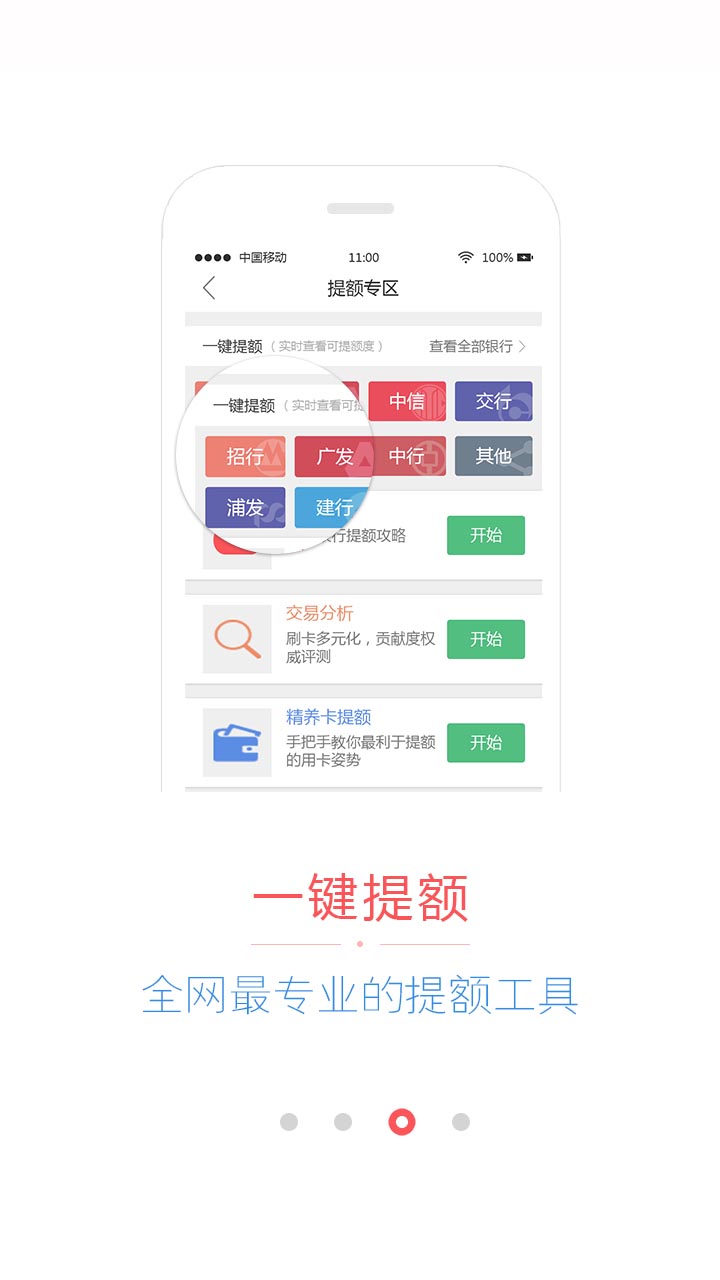 中国移动 11:00 100%
提额专区
一键提额（实时查看可提额度） 查看全部银行
一键提额（实时查看可提
中信 交行
招行 广发 中行 其他
浦发 建行
行提额攻略 开始
交易分析
刷卡多元化，贡献度权
威评测
开始
精养卡提额
手把手教你最利于提额
的用卡姿势
开始
一键提额
全网最专业的提额工具